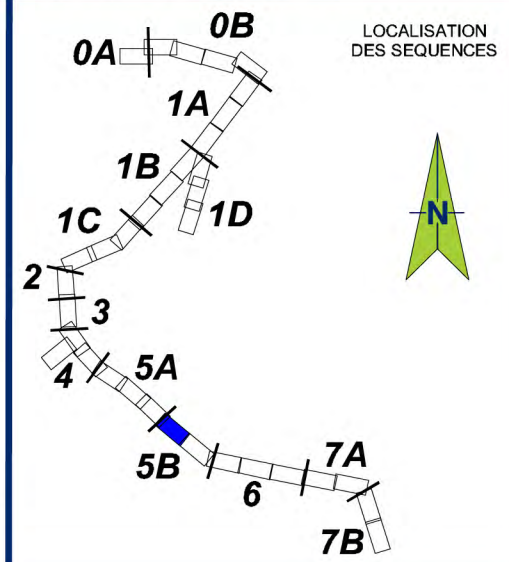 LOCALISATION
DES SEQUENCES
0A
0B
1A
1B
1C
1D
N
2
3
4
5A
5B
6
7A
7B